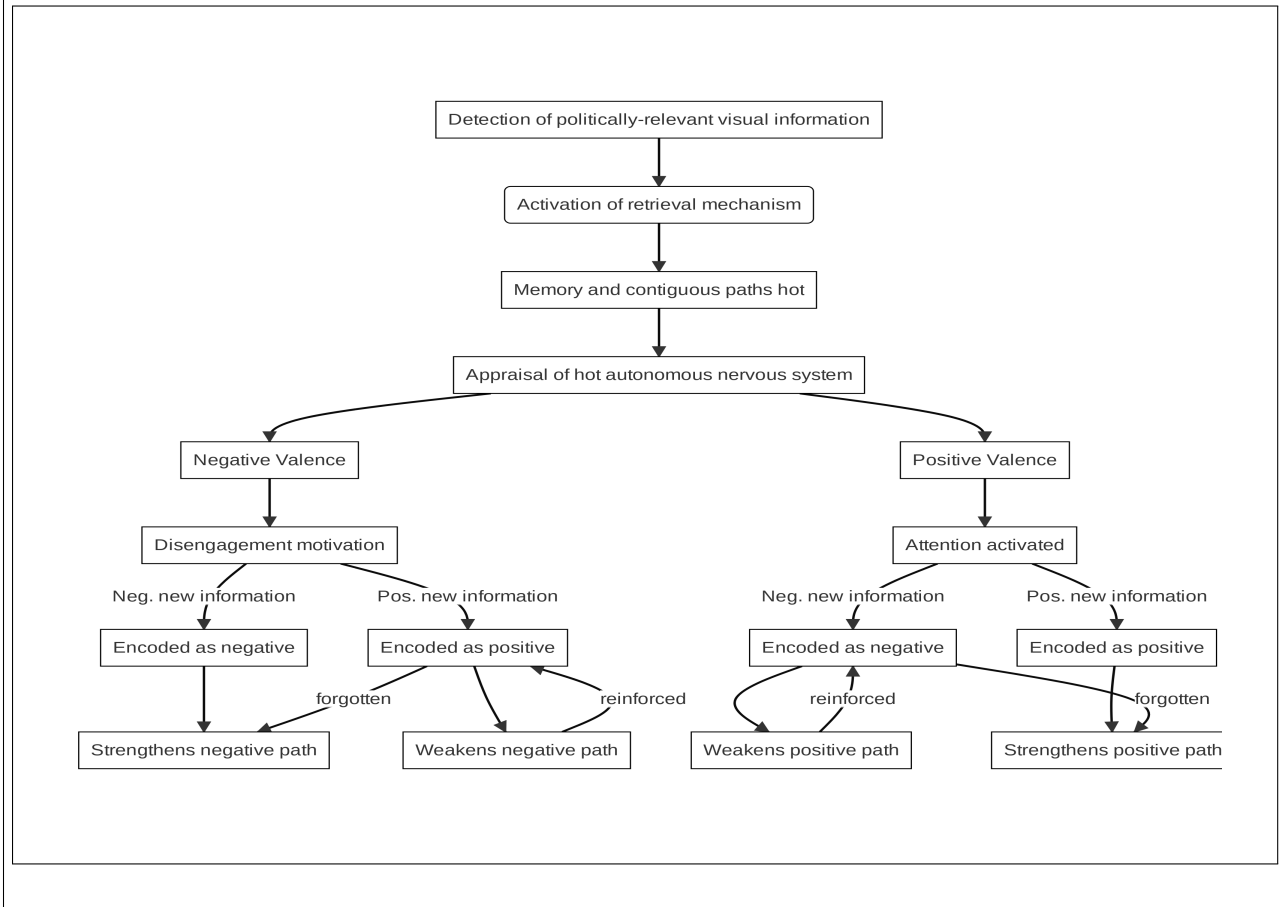 Detection of politically-relevant visual information
Activation of retrieval mechanism
Memory and contiguous paths hot
Appraisal of hot autonomous nervous system
Negative Valence
Positive Valence
Disengagement motivation
Attention activated
Neg. new information
Pos. new information
Neg. new information
Pos. new information
Encoded as negative
Encoded as positive
Encoded as negative
Encoded as positive
forgotten
reinforced
reinforced
forgotten
Strengthens negative path
Weakens negative path
Weakens positive path
Strengthens positive path